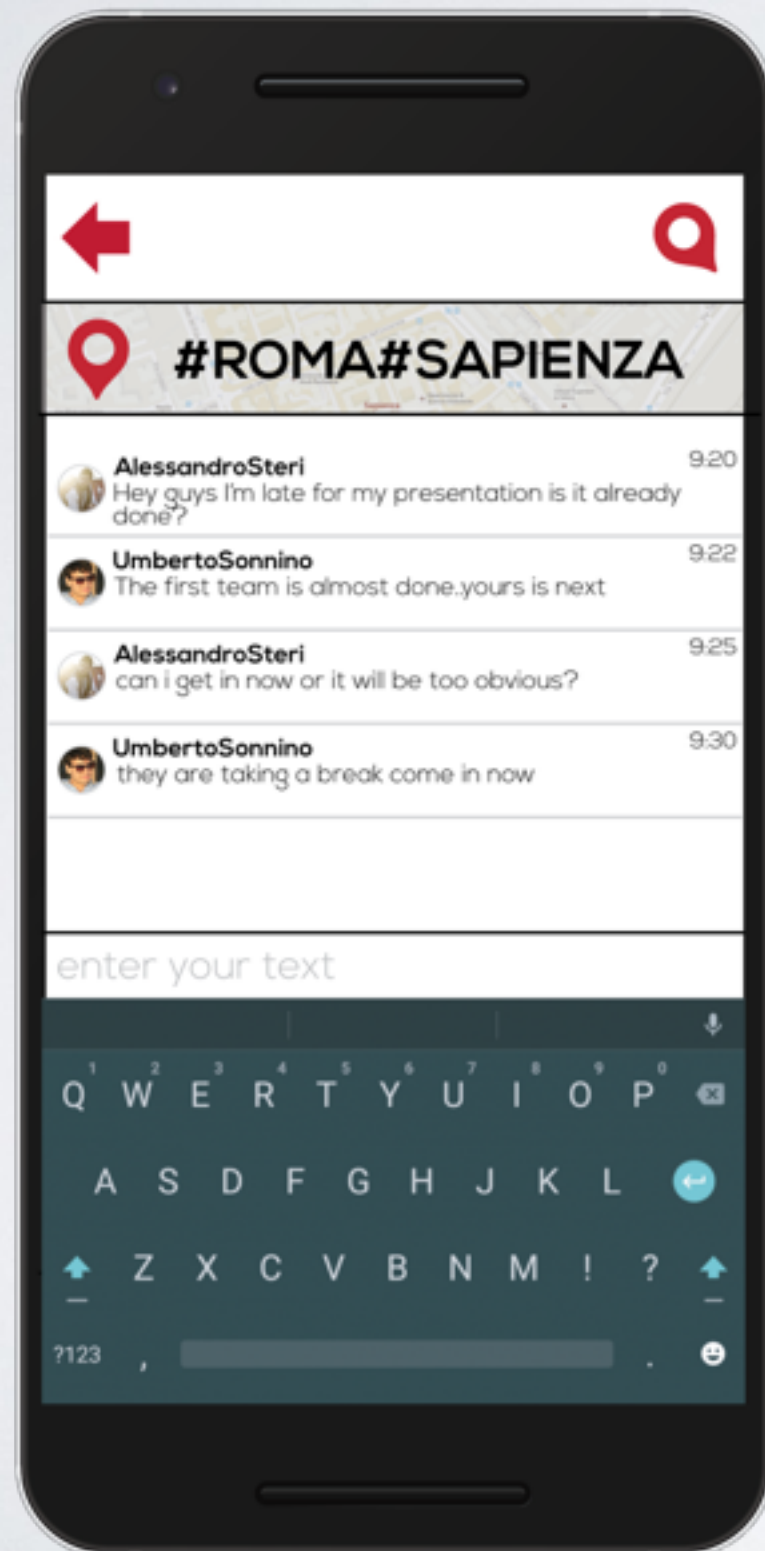 #ROMA#SAPIENZA
AlessandroSteri 9:20
Hey guys I'm late for my presentation is it already
done?
UmbertoSonnino 9:22
The first team is almost done..yours is next
AlessandroSteri 9:25
can i get in now or it will be too obvious?
UmbertoSonnino 9:30
they are taking a break come in now
enter your text
1 2 3 4 5 6 7 8 9 0
Q W E R T Y U I O P
A S D F G H J K L
Z X C V B N M ! ?
?123 , .